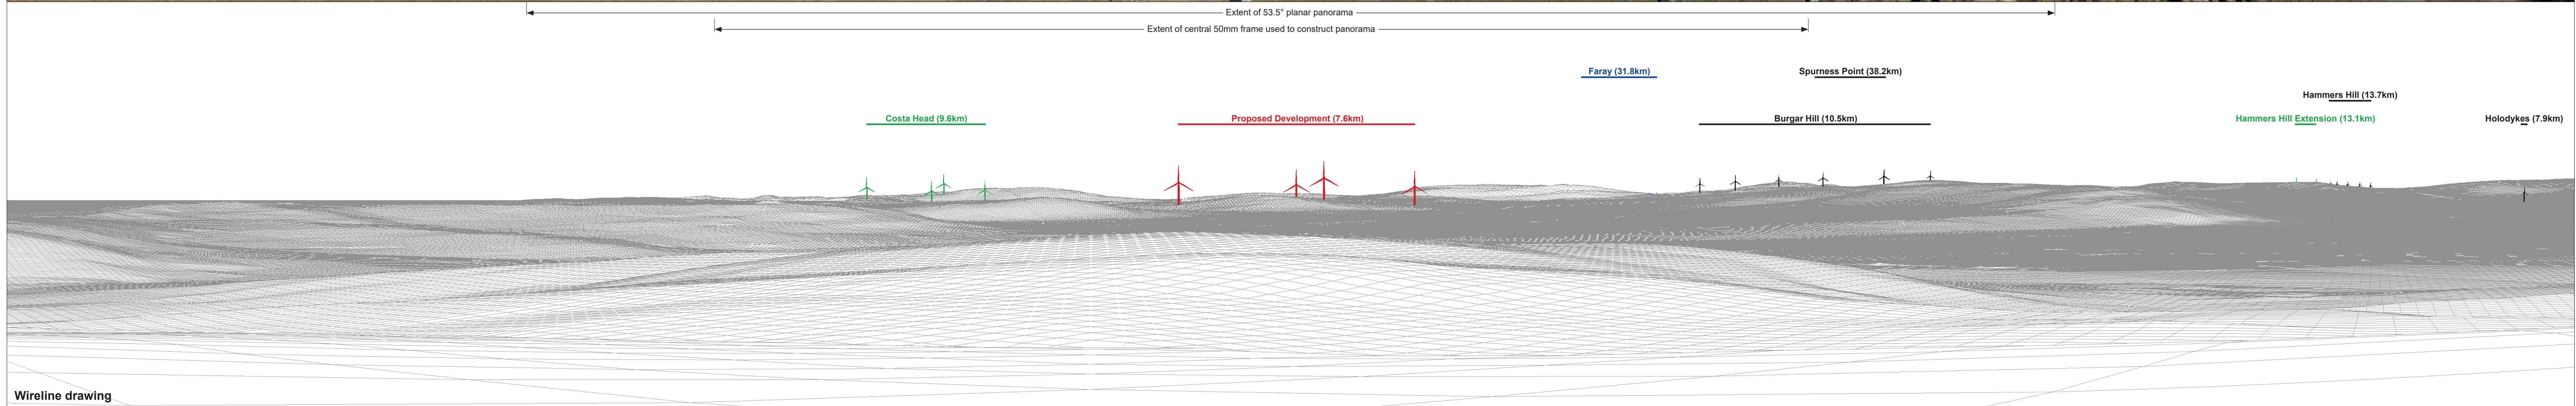 Extent of 53.5° planar panorama
Extent of central 50mm frame used to construct panorama
Faray (31.8km)
Spurness Point (38.2km)
Hammers Hill (13.7km)
Costa Head (9.6km)
Proposed Development (7.6km)
Burgar Hill (10.5km)
Hammers Hill Extension (13.1km)
Holodykes (7.9km)
Wireline drawing